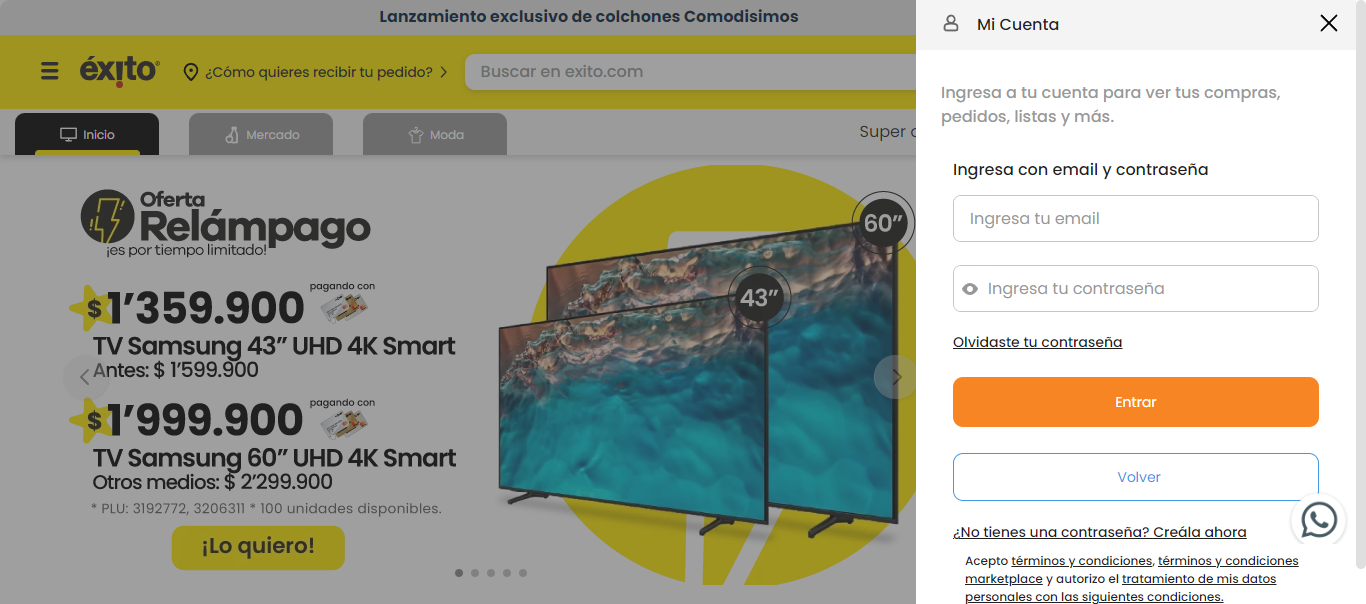 Lanzamiento exclusivo de colchones Comodisimos
éxito
¿Cómo quieres recibir tu pedido?
Buscar en exito.com
Inicio
Mercado
Moda
Super
Oferta
Relámpago
¡es por tiempo limitado!
pagando con
$1’359.900
TV Samsung 43” UHD 4K Smart
Antes: $ 1’599.900
pagando con
$1’999.900
TV Samsung 60” UHD 4K Smart
Otros medios: $ 2’299.900
* PLU: 3192772, 3206311 * 100 unidades disponibles.
¡Lo quiero!
60”
43”
Mi Cuenta
Ingresa a tu cuenta para ver tus compras,
pedidos, listas y más.
Ingresa con email y contraseña
Ingresa tu email
Ingresa tu contraseña
Olvidaste tu contraseña
Entrar
Volver
¿No tienes una contraseña? Creála ahora
Acepto términos y condiciones, términos y condiciones
marketplace y autorizo el tratamiento de mis datos
personales con las siguientes condiciones.